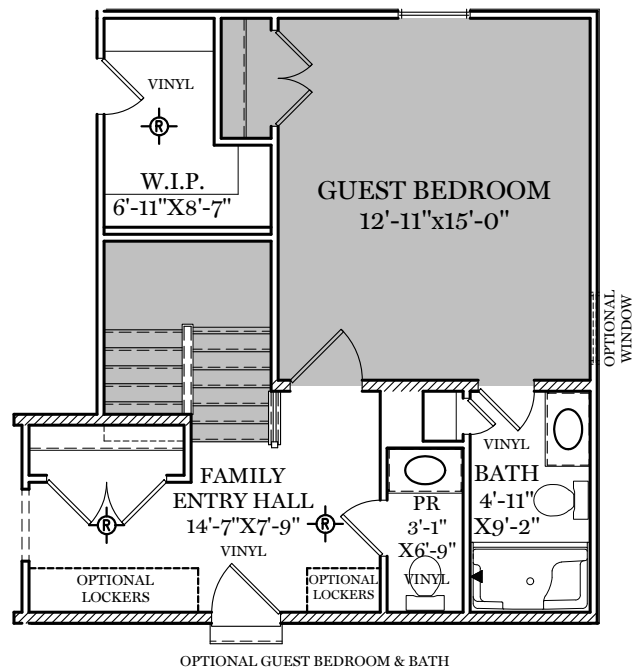 VINYL
R
W.I.P.
6'-11"X8'-7"
GUEST BEDROOM
12'-11"x15'-0"
OPTIONAL
WINDOW
FAMILY
ENTRY HALL
14'-7"X7'-9"
VINYL
R
R
OPTIONAL
LOCKERS
OPTIONAL
LOCKERS
PR
3'-1"
X6'-9"
VINYL
VINYL
BATH
4'-11"
X9'-2"
OPTIONAL GUEST BEDROOM & BATH